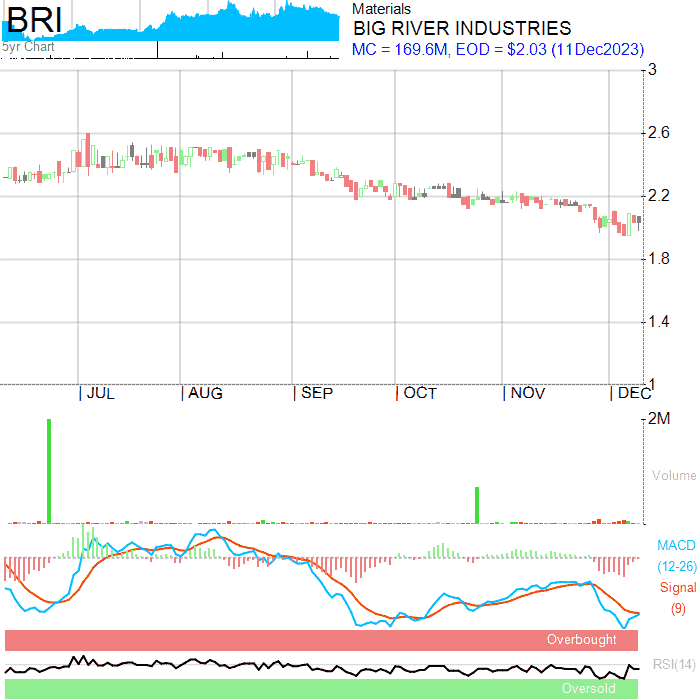 BRI
5yr Chart
Materials
BIG RIVER INDUSTRIES
MC = 169.6M, EOD = $2.03 (11Dec2023)
3
2.6
2.2
1.8
1.4
1
JUL
AUG
SEP
OCT
NOV
DEC
2M
Volume
MACD
(12-26)
Signal
(9)
Overbought
RSI(14)
Oversold